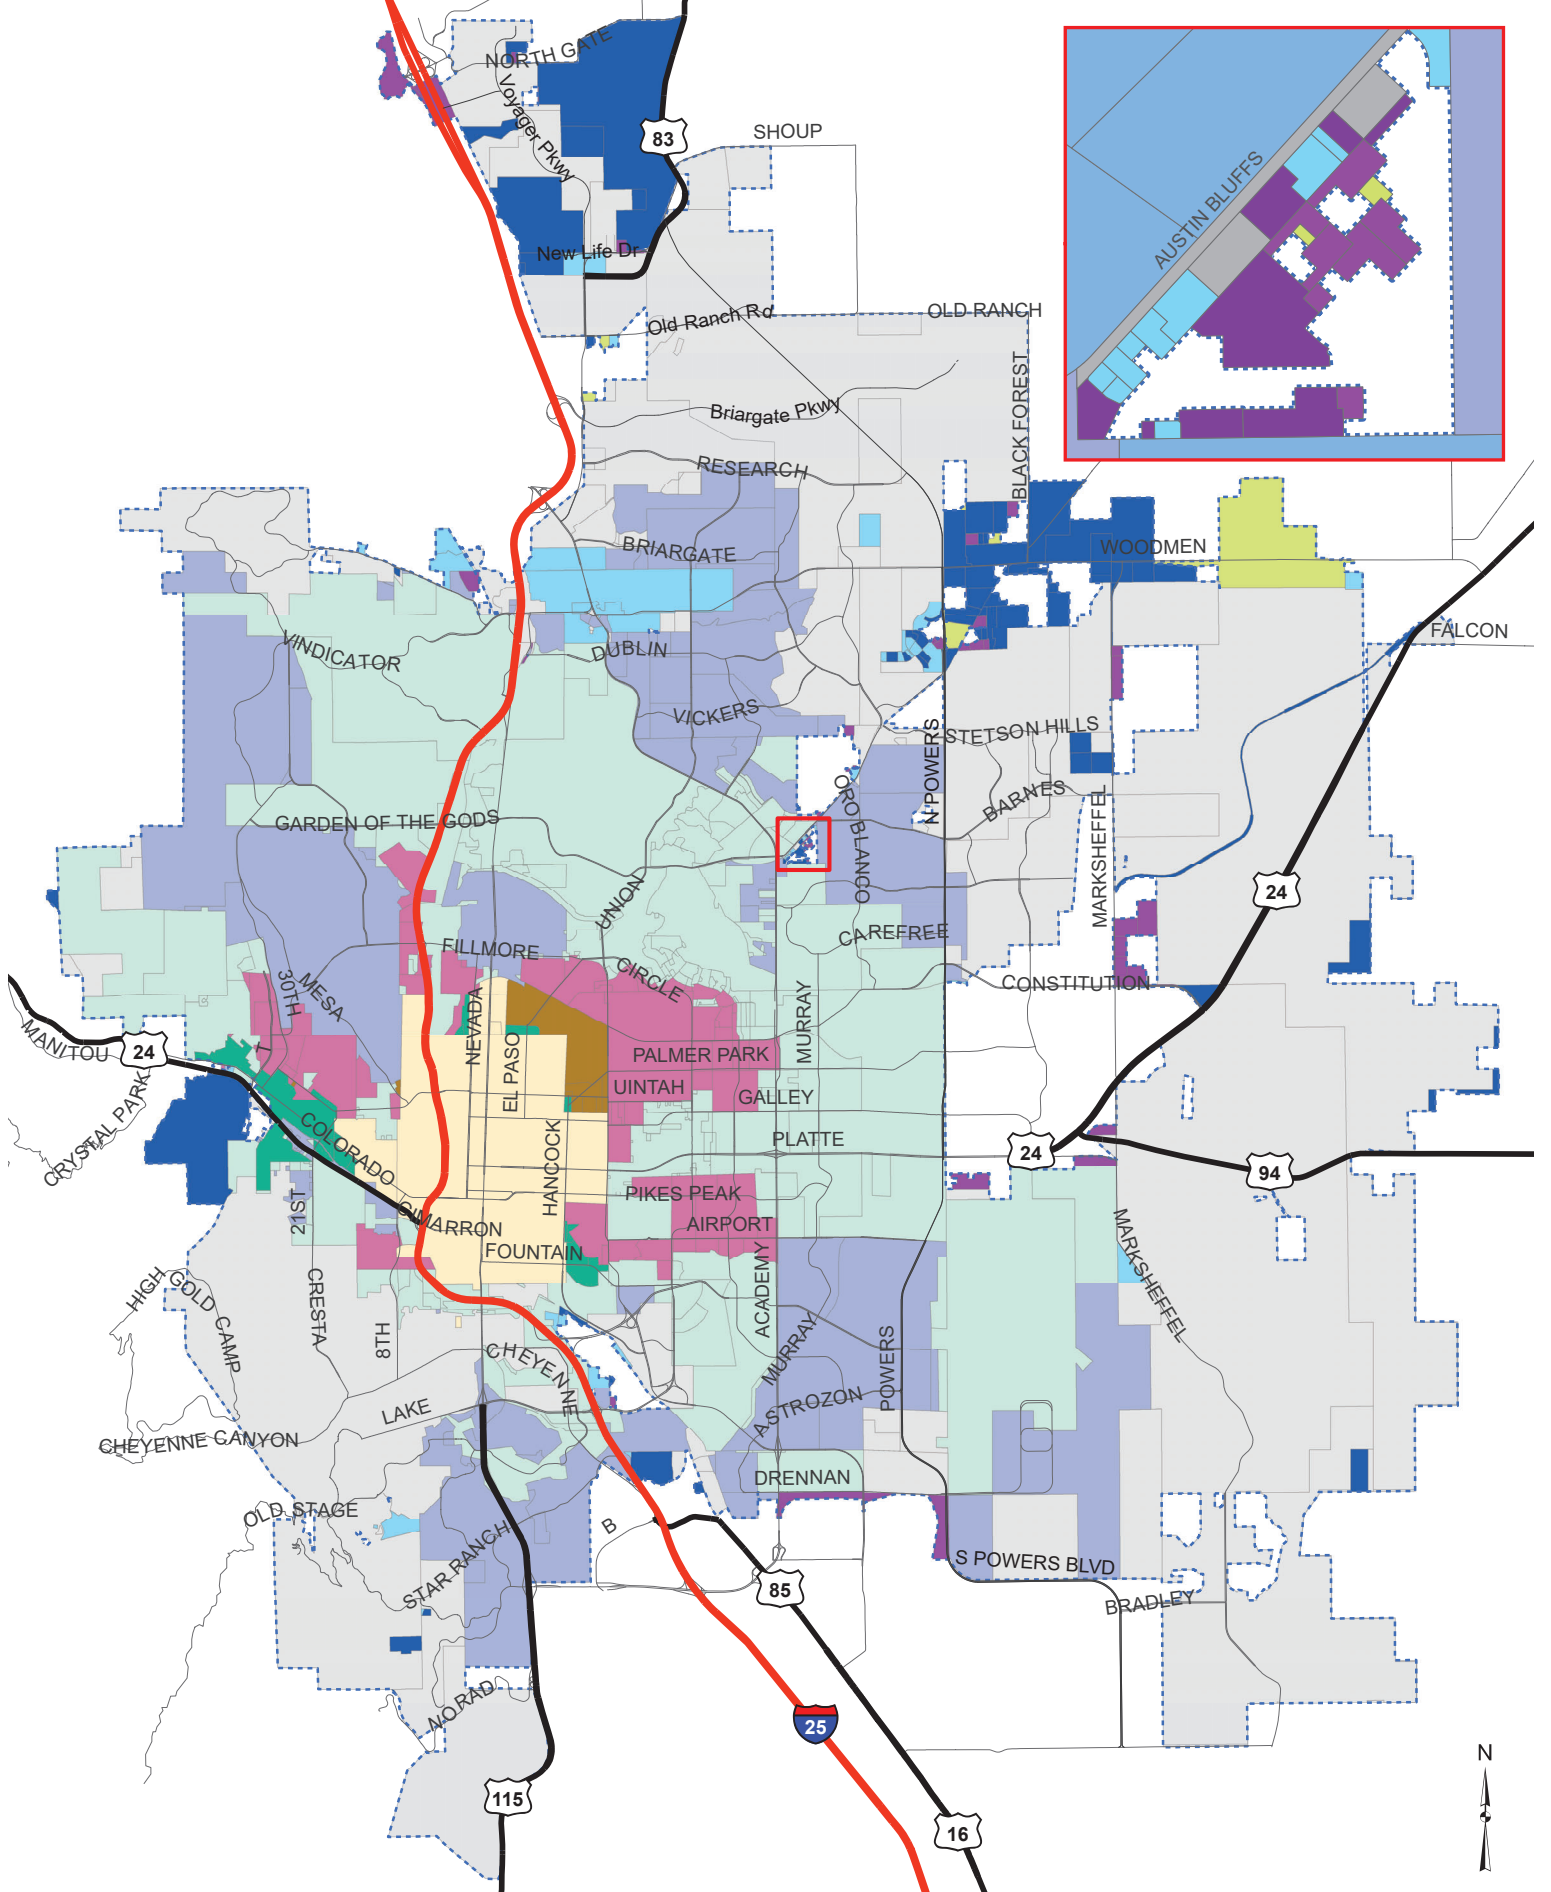 NORTH GATE
Voyager Pkwy
83
SHOUP
AUSTIN BLUFFS
New Life Dr
Old Ranch Rd
OLD RANCH
BLACK FOREST
Briargate Pkwy
RESEARCH
BRIARGATE
WOODMEN
FALCON
VINDICATOR
DUBLIN
VICKERS
STETSON HILLS
N POWERS
BARNES
MARKSHEFFEL
ORO BLANCO
GARDEN OF THE GODS
24
UNION
CAREFREE
FILLMORE
CIRCLE
CONSTITUTION
30TH
MESA
NEVADA
EL PASO
MURRAY
MANITOU
24
PALMER PARK
UINTAH
GALLEY
CRYSTAL PARK
COLORADO
HANCOCK
PLATTE
24
94
21ST
PIKES PEAK
CIMARRON
AIRPORT
FOUNTAIN
MARKSHEFFEL
HIGH
GOLD CAMP
CRESTA
8TH
ACADEMY
MURRAY
POWERS
CHEYENNE
LAKE
ASTROZON
CHEYENNE CANYON
DRENNAN
OLD STAGE
B
STAR RANCH
S POWERS BLVD
85
BRADLEY
NORAD
25
N
115
16